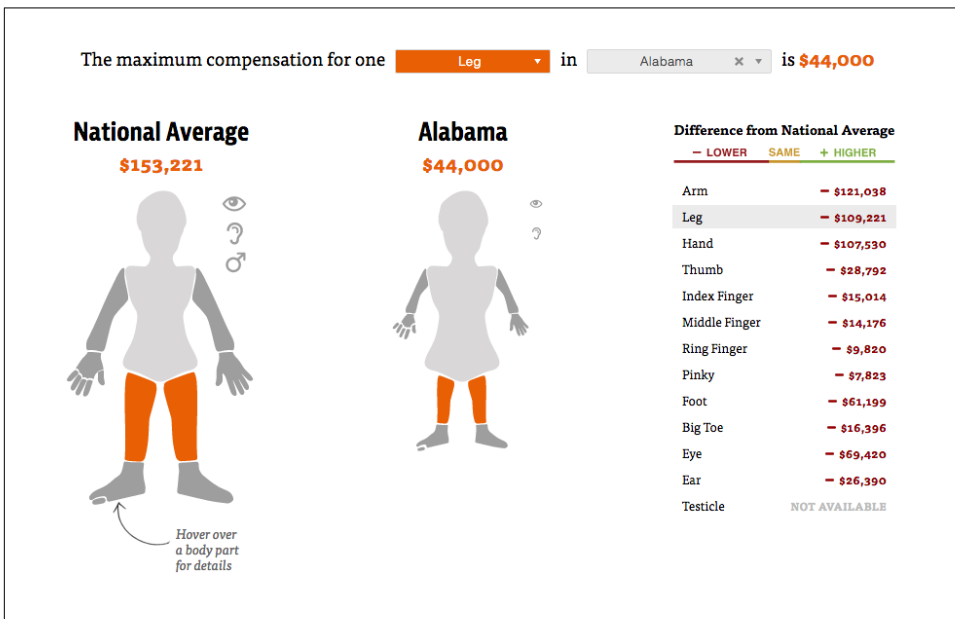 The maximum compensation for one Leg in Alabama is $44,000
National Average
$153,221
Alabama
$44,000
Hover over
a body part
for details
Difference from National Average
− LOWER SAME + HIGHER
Arm − $121,038
Leg − $109,221
Hand − $107,530
Thumb − $28,792
Index Finger − $15,014
Middle Finger − $14,176
Ring Finger − $9,820
Pinky − $7,823
Foot − $61,199
Big Toe − $16,396
Eye − $69,420
Ear − $26,390
Testicle NOT AVAILABLE